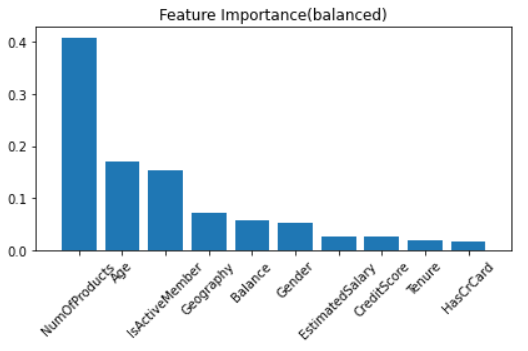 Feature Importance(balanced)
0.4
0.3
0.2
0.1
0.0
NumOfProducts
Age
IsActiveMember
Geography
Balance
Gender
EstimatedSalary
CreditScore
Tenure
HasCrCard